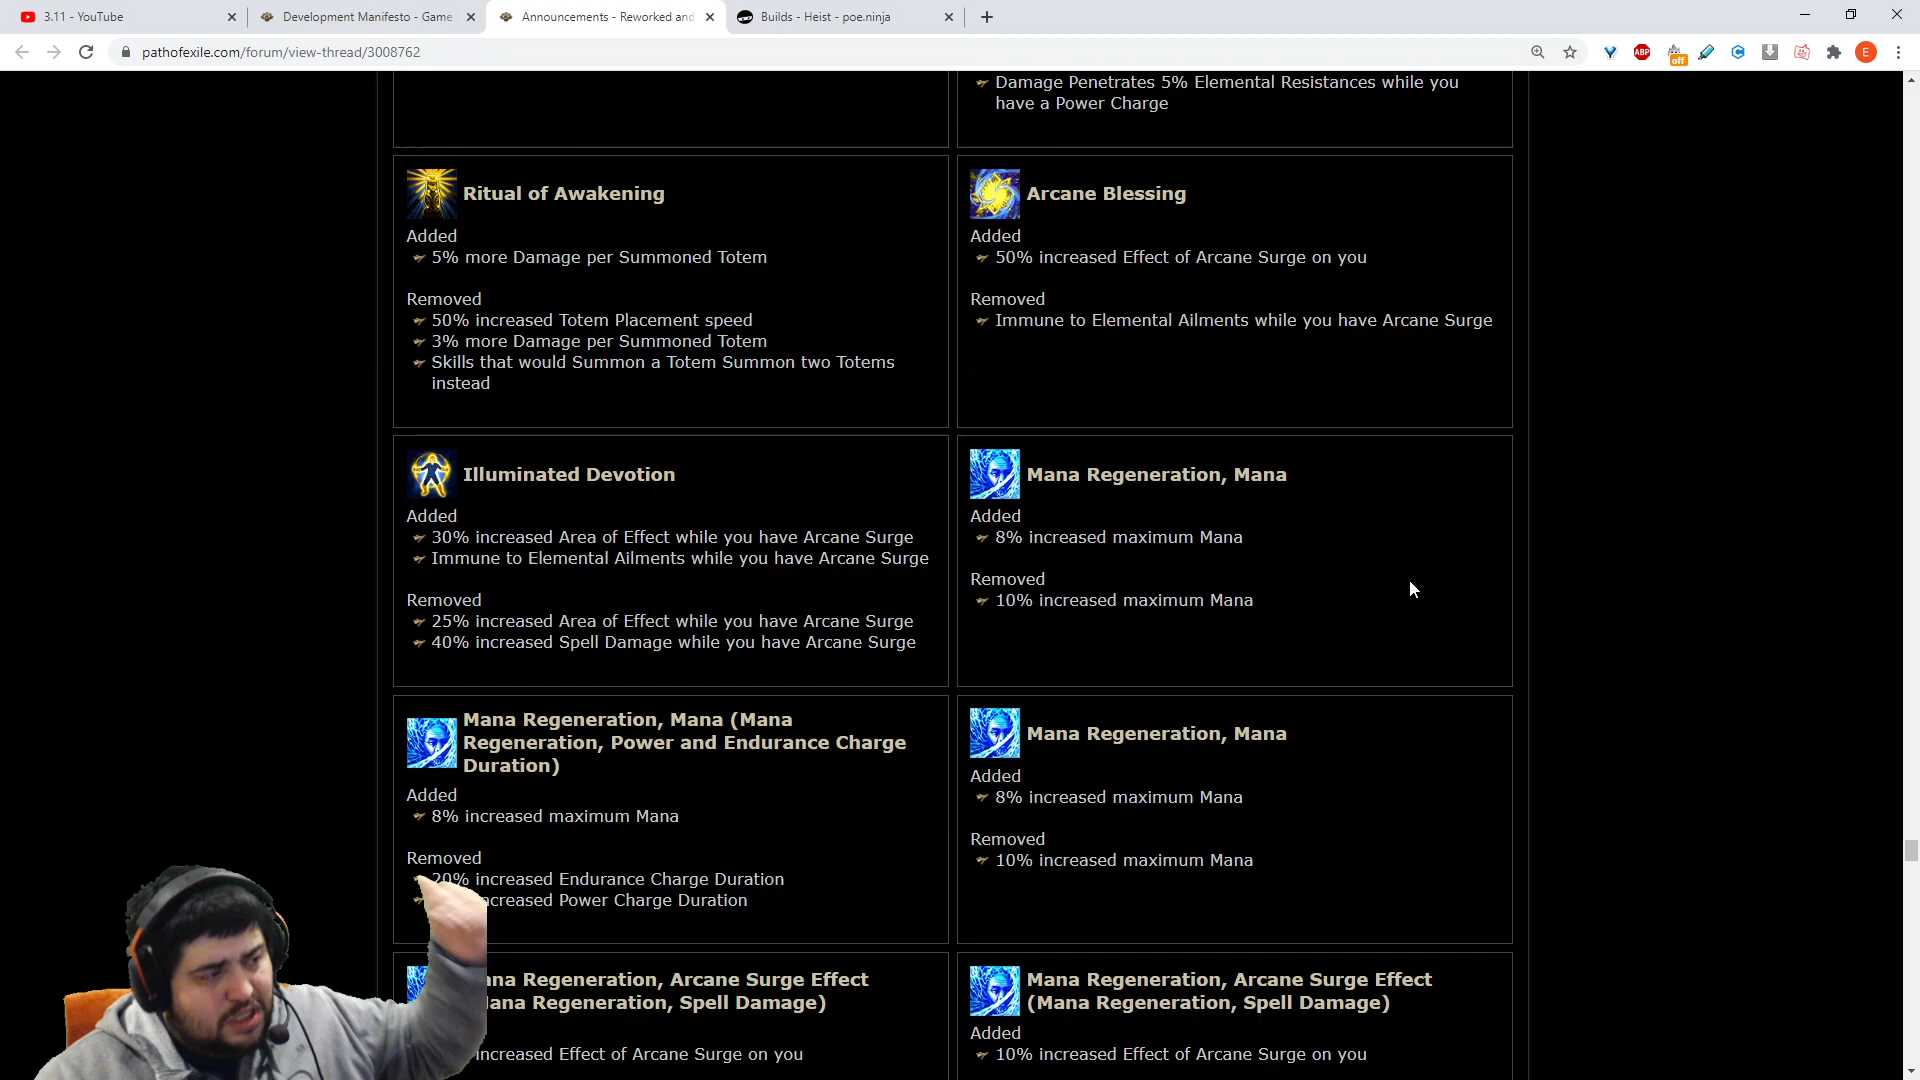 3.11 - YouTube
Development Manifesto - Game
Announcements - Reworked and
Builds - Heist - poe.ninja
pathofexile.com/forum/view-thread/3008762
ABP
off
E
Damage Penetrates 5% Elemental Resistances while you
have a Power Charge
Ritual of Awakening
Added
5% more Damage per Summoned Totem
Removed
50% increased Totem Placement speed
3% more Damage per Summoned Totem
Skills that would Summon a Totem Summon two Totems
instead
Arcane Blessing
Added
50% increased Effect of Arcane Surge on you
Removed
Immune to Elemental Ailments while you have Arcane Surge
Illuminated Devotion
Added
30% increased Area of Effect while you have Arcane Surge
Immune to Elemental Ailments while you have Arcane Surge
Removed
25% increased Area of Effect while you have Arcane Surge
40% increased Spell Damage while you have Arcane Surge
Mana Regeneration, Mana
Added
8% increased maximum Mana
Removed
10% increased maximum Mana
Mana Regeneration, Mana (Mana
Regeneration, Power and Endurance Charge
Duration)
Added
8% increased maximum Mana
Removed
20% increased Endurance Charge Duration
increased Power Charge Duration
Mana Regeneration, Mana
Added
8% increased maximum Mana
Removed
10% increased maximum Mana
Regeneration, Arcane Surge Effect
Regeneration, Spell Damage)
increased Effect of Arcane Surge on you
Mana Regeneration, Arcane Surge Effect
(Mana Regeneration, Spell Damage)
Added
10% increased Effect of Arcane Surge on you